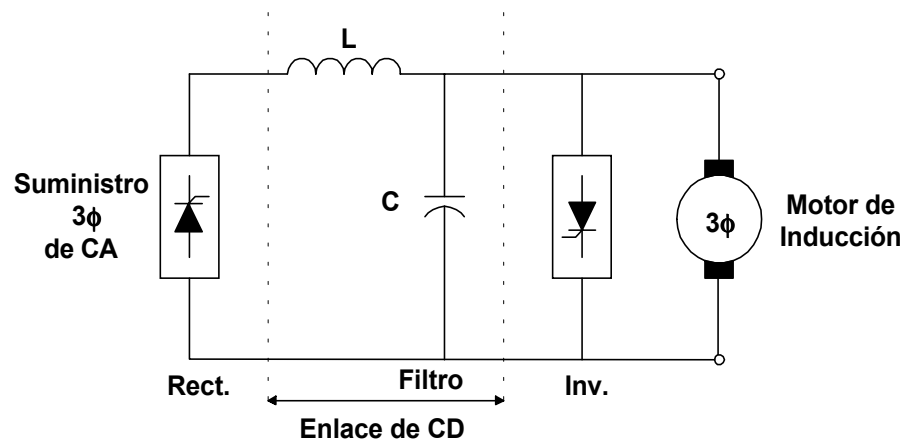 L
Suministro
3ϕ
de CA
C
3ϕ
Motor de
Inducción
Rect.
Filtro
Inv.
Enlace de CD